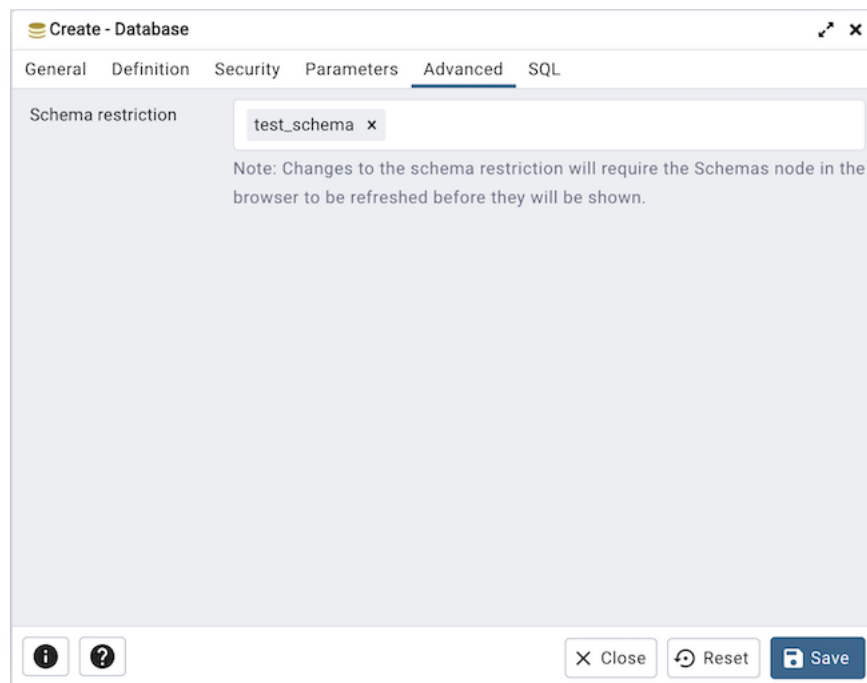 Create - Database
General Definition Security Parameters Advanced SQL
Schema restriction
test_schema
Note: Changes to the schema restriction will require the Schemas node in the
browser to be refreshed before they will be shown.
Close Reset Save